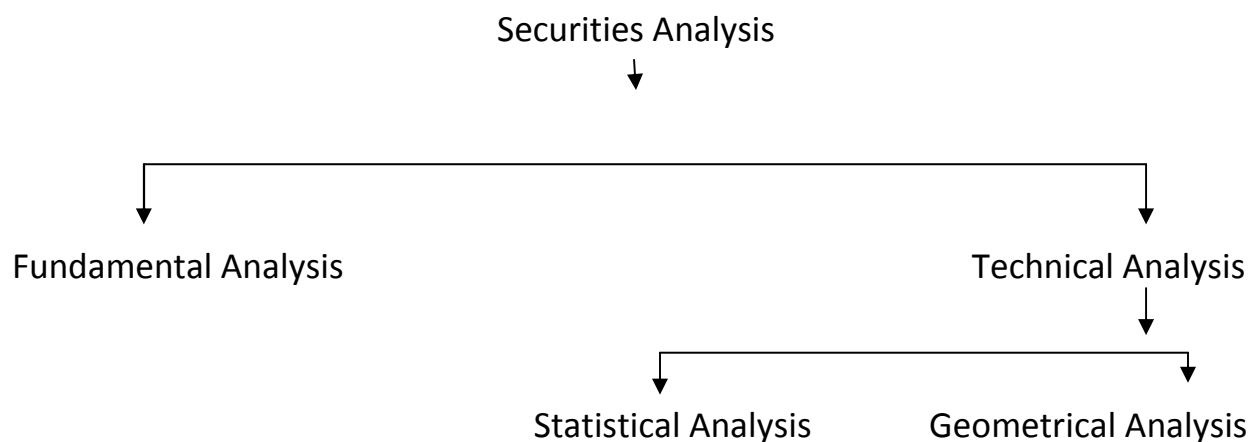 Securities Analysis
Fundamental Analysis
Technical Analysis
Statistical Analysis
Geometrical Analysis